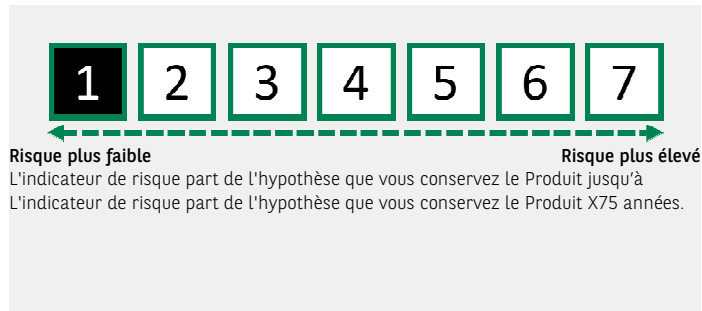 1 2 3 4 5 6 7
Risque plus faible Risque plus élevé
L'indicateur de risque part de l'hypothèse que vous conservez le Produit jusqu’à
L'indicateur de risque part de l'hypothèse que vous conservez le Produit X75 années.